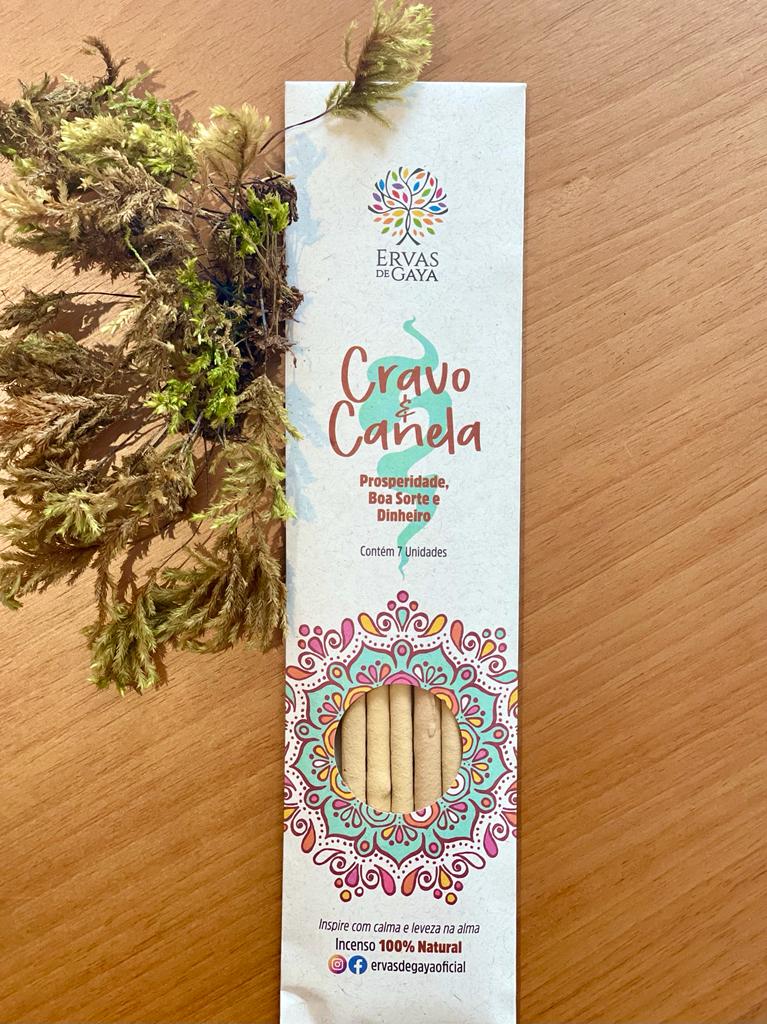 ERVAS
DE GAYA
Cravo
&
Canela
Prosperidade,
Boa Sorte e
Dinheiro
Contém 7 Unidades
Inspire com calma e leveza na alma
Incenso 100% Natural
ervasdegayaoficial